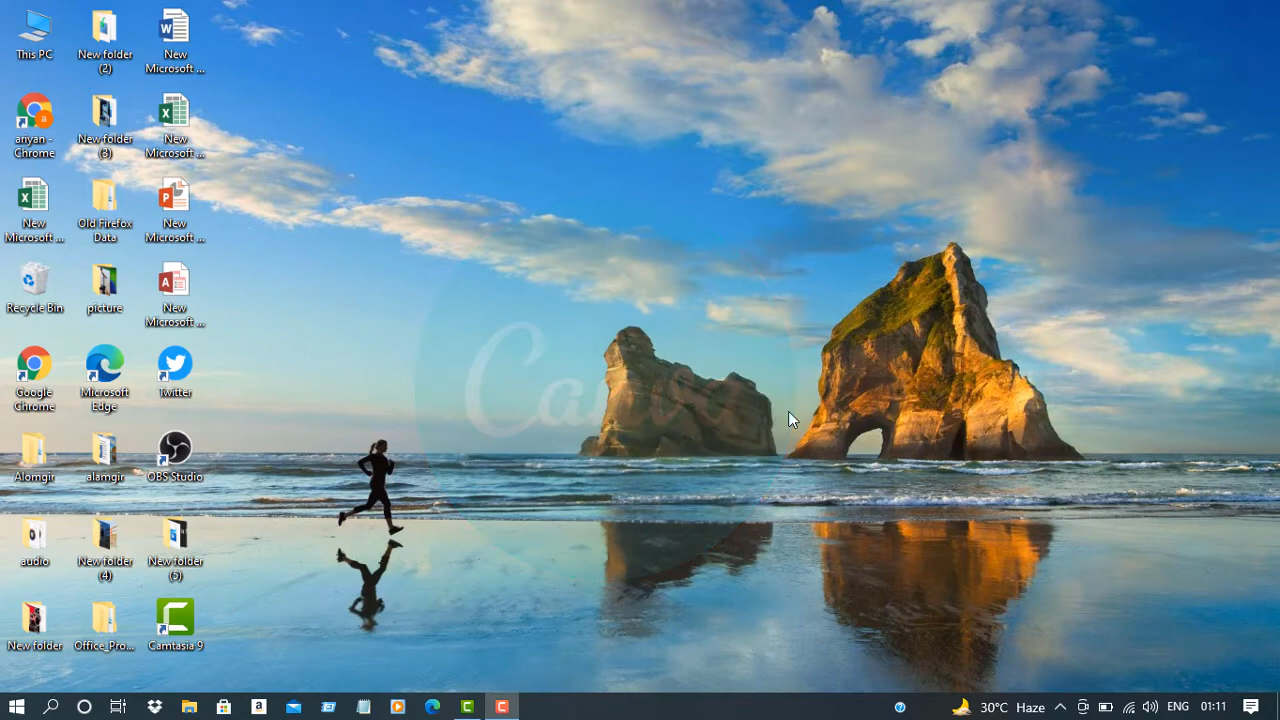 This PC
New folder
(2)
New
Microsoft ...
ariyan -
Chrome
New folder
(3)
New
Microsoft ...
New
Microsoft ...
Old Firefox
Data
New
Microsoft ...
Recycle Bin
picture
New
Microsoft ...
Google
Chrome
Microsoft
Edge
Twitter
Alomgir
alamgir
OBS Studio
audio
New folder
(4)
New folder
(5)
New folder
Office_Pro...
Camtasia 9
Canva
30°C Haze
ENG
01:11